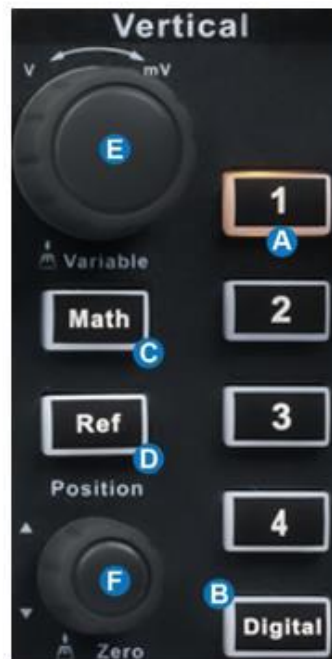 Vertical
V mV
E
1
A
Variable
Math
2
C
Ref
3
D
Position
4
F
B
Digital
Zero